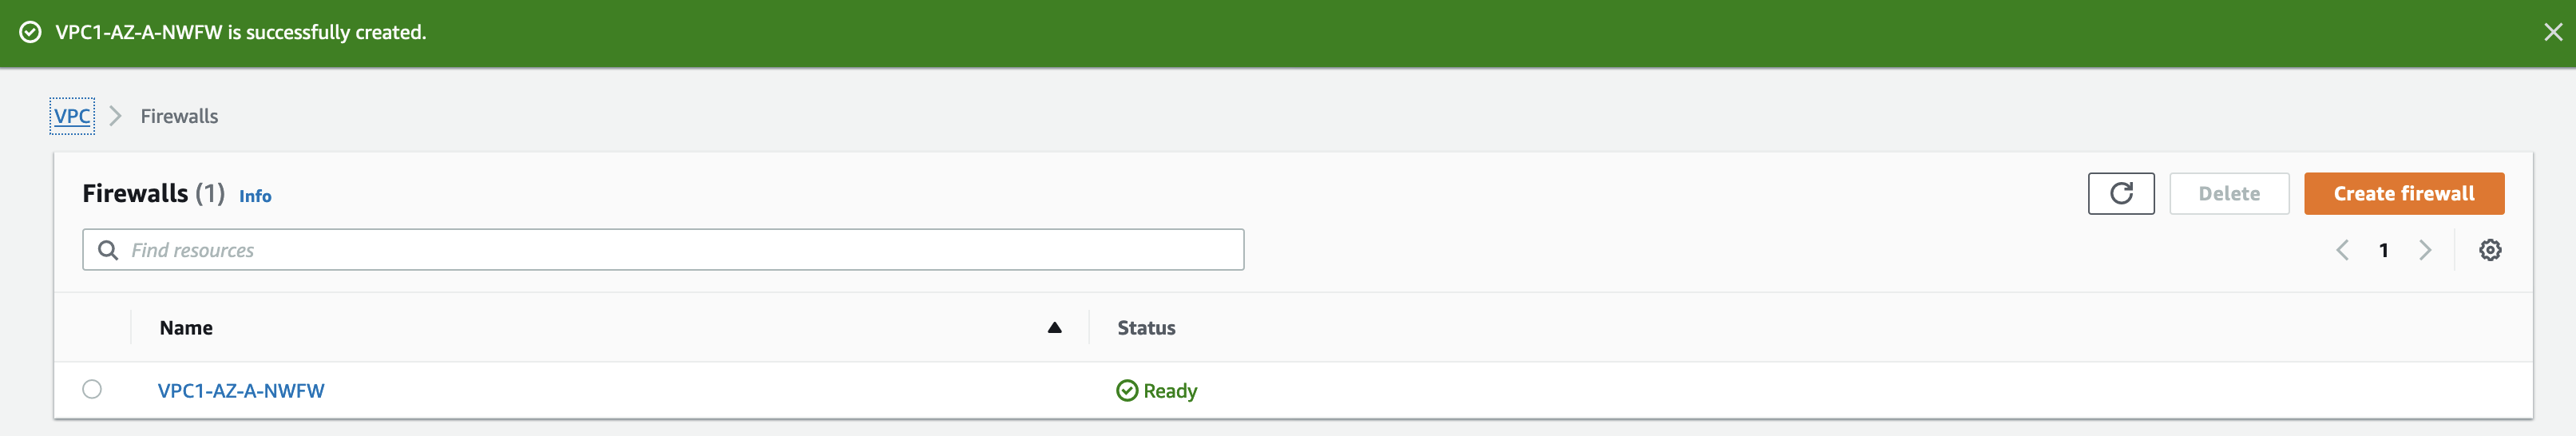 VPC1-AZ-A-NWFW is successfully created.
VPC Firewalls
Firewalls (1) Info
Delete
Create firewall
Find resources
1
Name Status
VPC1-AZ-A-NWFW Ready